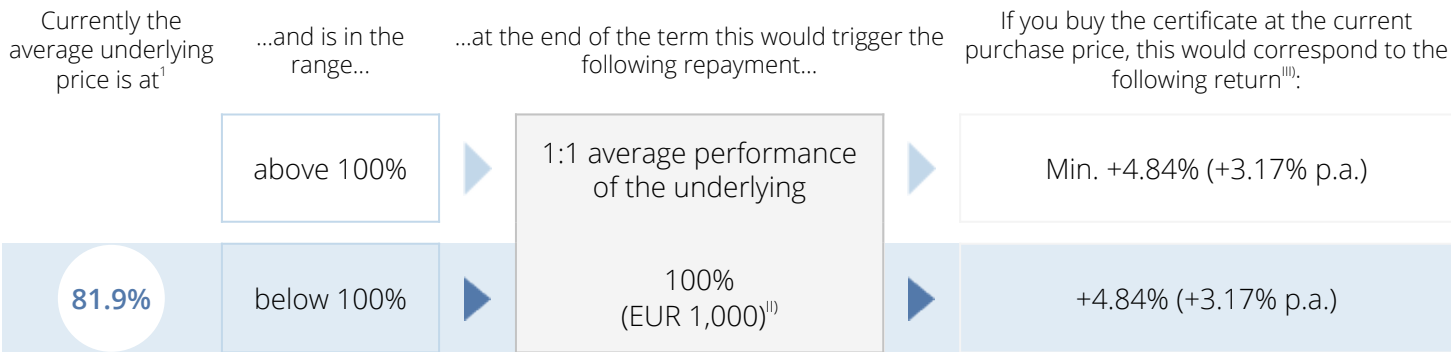 Currently the
average underlying
price is at¹
...and is in the
range...
...at the end of the term this would trigger the
following repayment...
If you buy the certificate at the current
purchase price, this would correspond to the
following return^III):
above 100%
1:1 average performance
of the underlying
Min. +4.84% (+3.17% p.a.)
81.9%
below 100%
100%
(EUR 1,000)^II)
+4.84% (+3.17% p.a.)